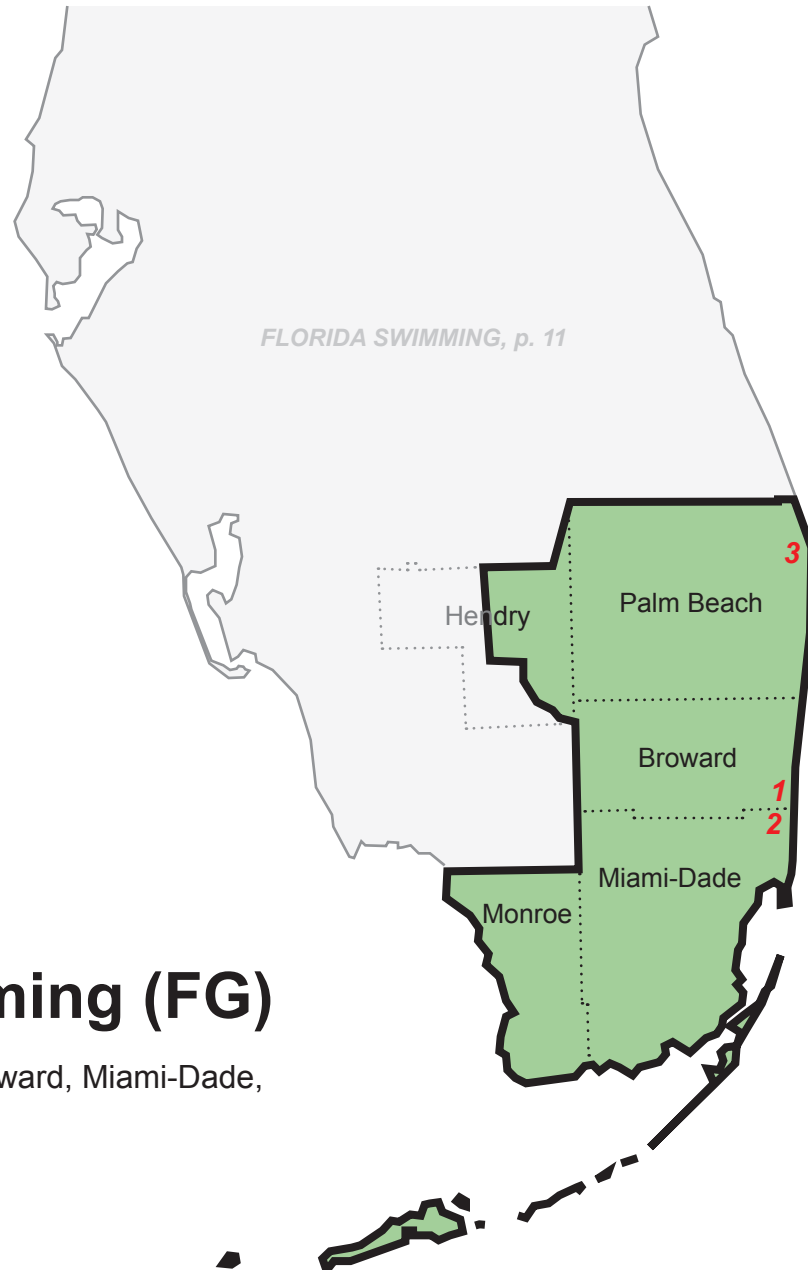 FLORIDA SWIMMING, p. 11
3
Hendry
Palm Beach
Broward
1
2
Miami-Dade
Monroe
ming (FG)
ward, Miami-Dade,